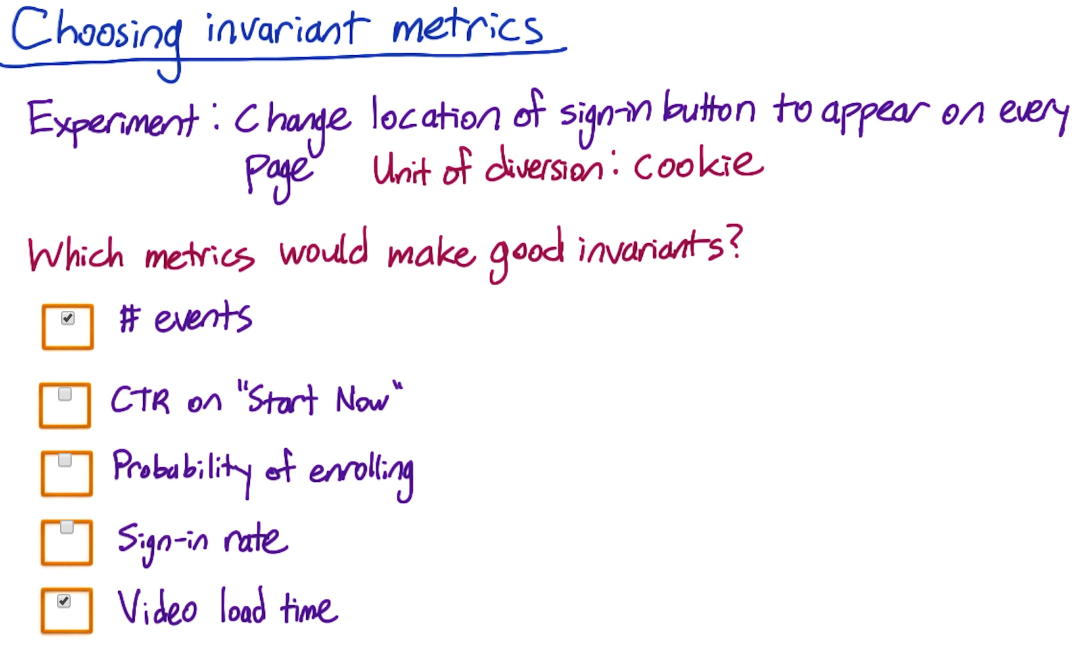 Choosing invariant metrics
Experiment: Change location of sign-in button to appear on every
page Unit of diversion: cookie
Which metrics would make good invariants?
# events
CTR on "Start Now"
Probability of enrolling
Sign-in rate
Video load time